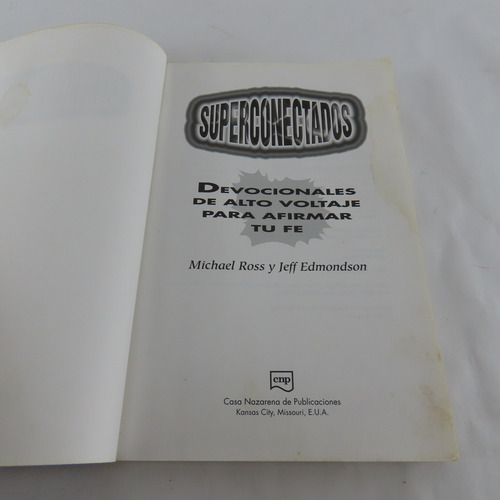 SUPERCONECTADOS
DEVOCIONALES
DE ALTO VOLTAJE
PARA AFIRMAR
TU FE
Michael Ross y Jeff Edmondson
cnp
Casa Nazarena de Publicaciones
Kansas City, Missouri, E.U.A.